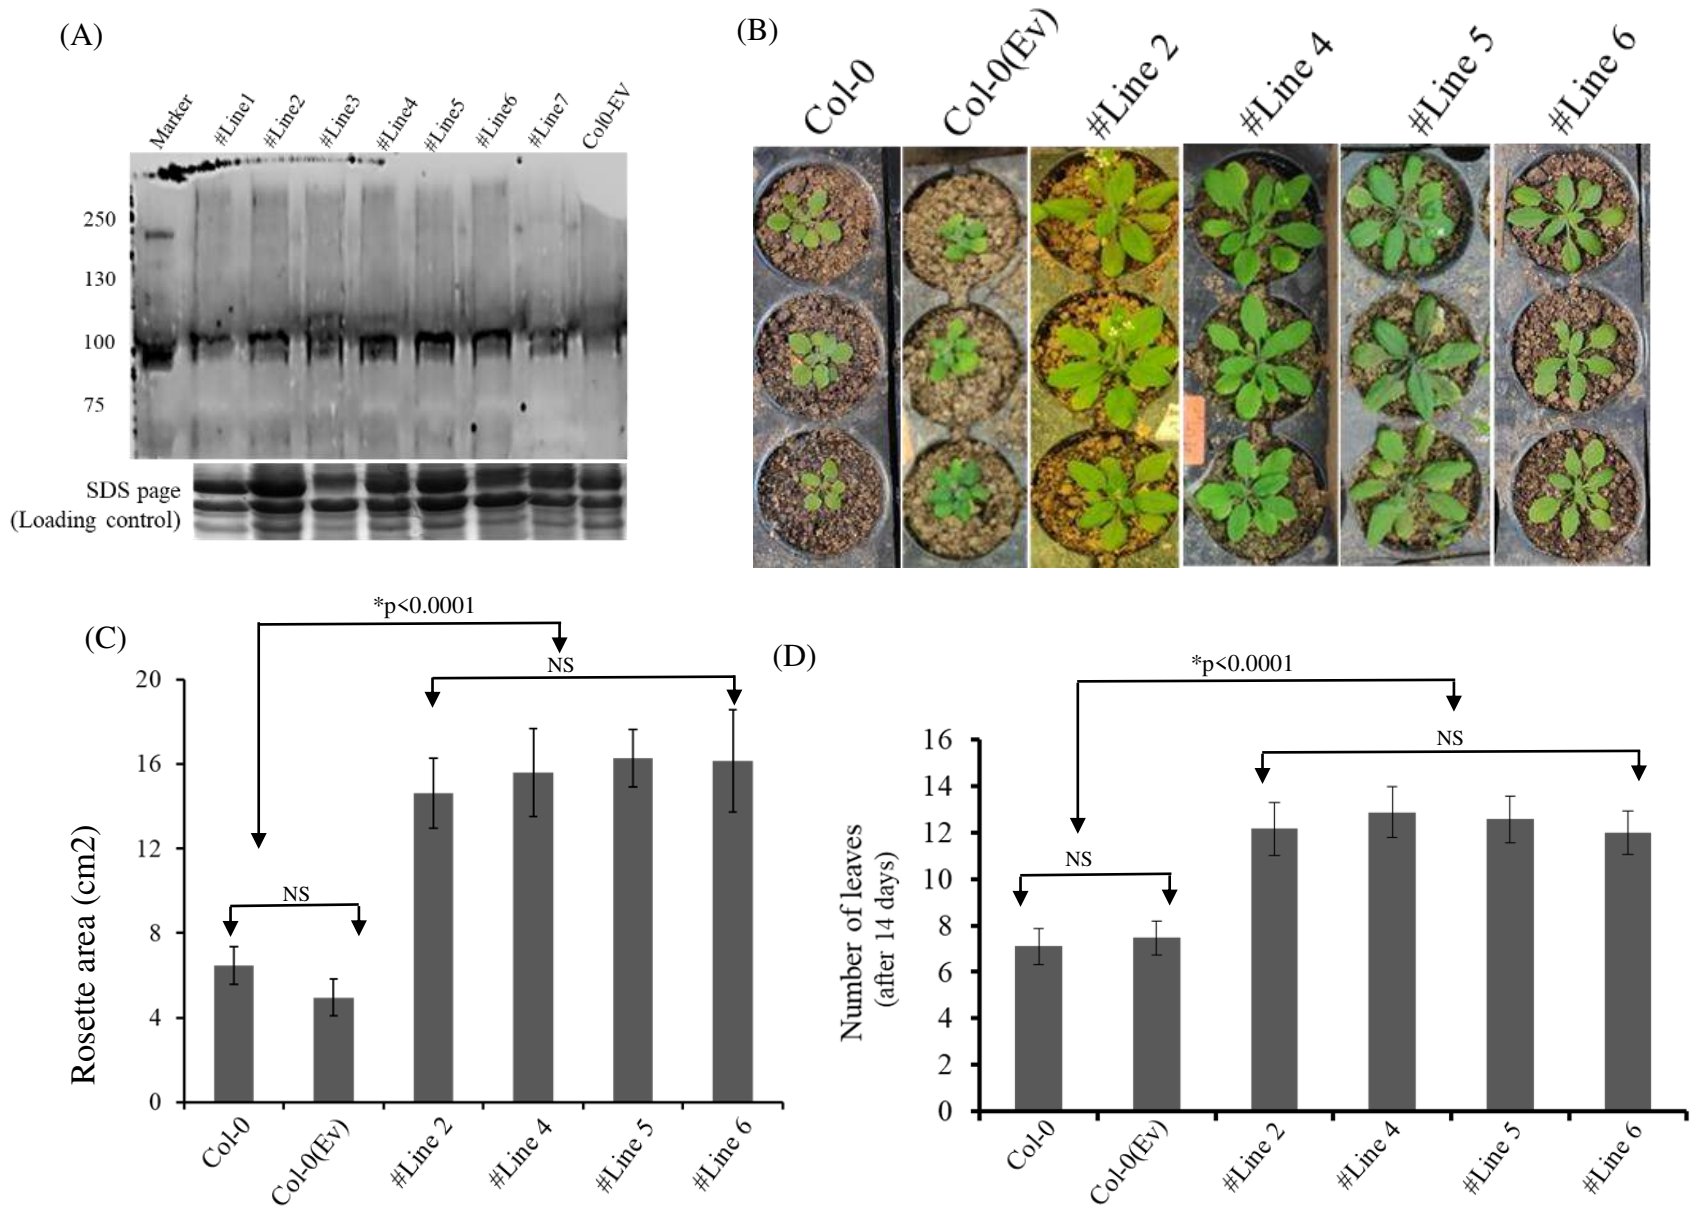 (A)
Marker
#Line1
#Line2
#Line3
#Line4
#Line5
#Line6
#Line7
Col0-EV
250
130
100
75
SDS page
(Loading control)
(B)
Col-0
Col-0(Ev)
#Line 2
#Line 4
#Line 5
#Line 6
(C)
*p<0.0001
NS
NS
Rosette area (cm2)
20
16
12
8
4
0
Col-0
Col-0(Ev)
#Line 2
#Line 4
#Line 5
#Line 6
(D)
*p<0.0001
NS
NS
Number of leaves
(after 14 days)
16
14
12
10
8
6
4
2
0
Col-0
Col-0(Ev)
#Line 2
#Line 4
#Line 5
#Line 6